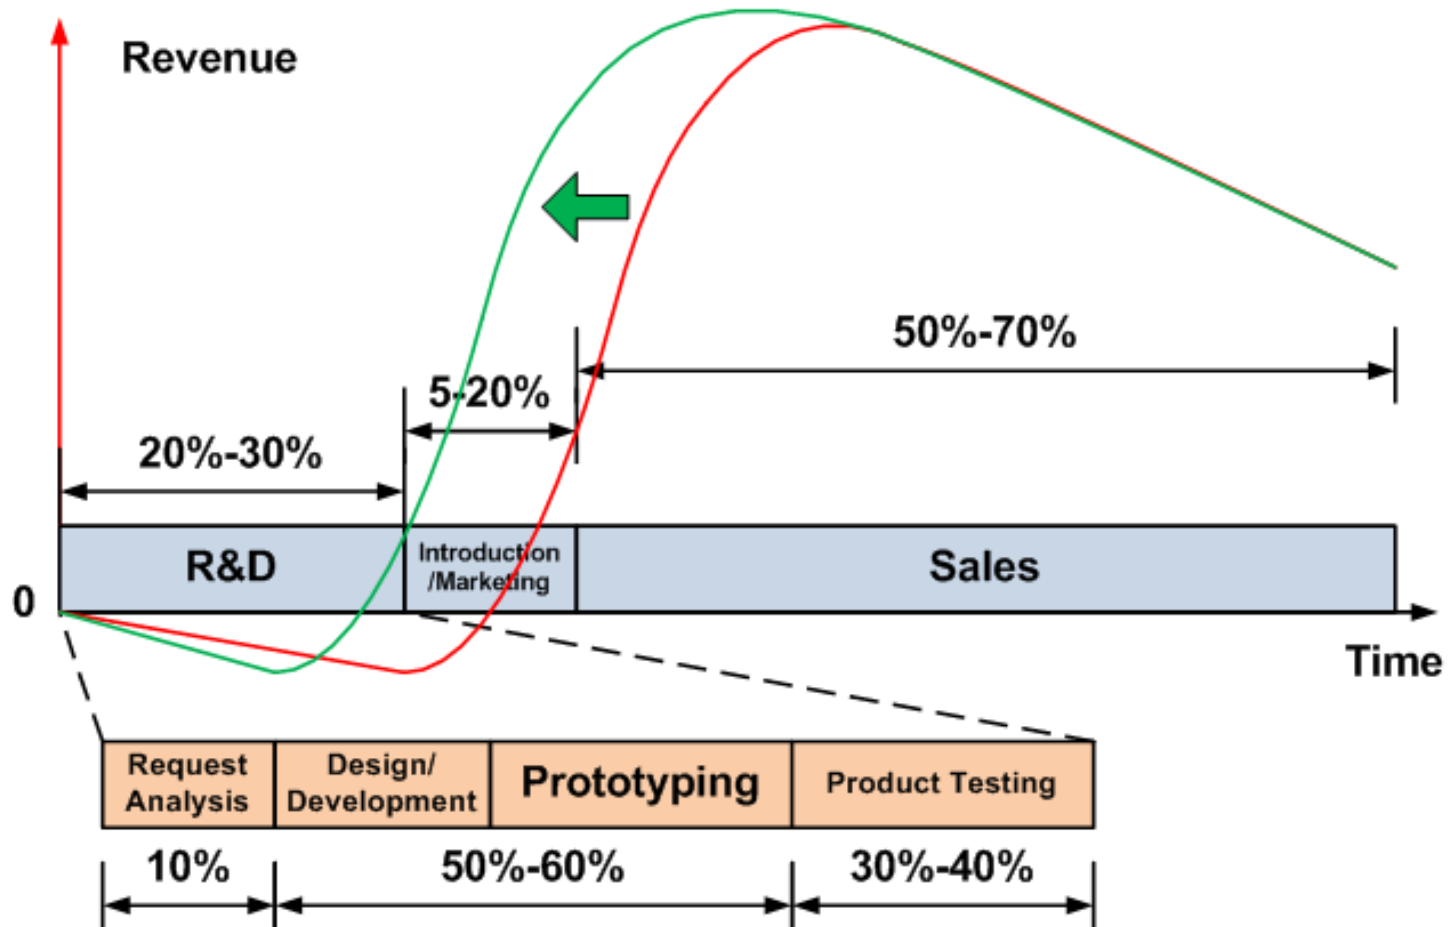 Revenue
50%-70%
5-20%
20%-30%
R&D
Introduction
/Marketing
Sales
0
Time
Request
Analysis
Design/
Development
Prototyping
Product Testing
10%
50%-60%
30%-40%